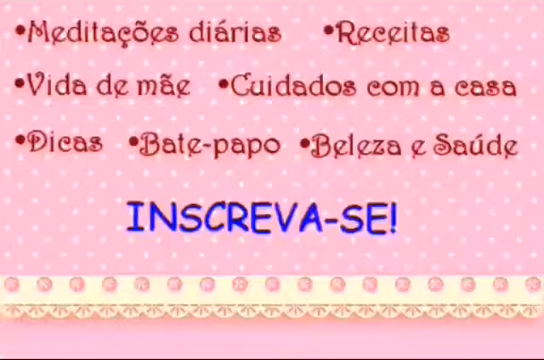 •Meditações diárias •Receitas
•Vida de mãe •Cuidados com a casa
•Dicas •Bate-papo •Beleza e Saúde
INSCREVA-SE!